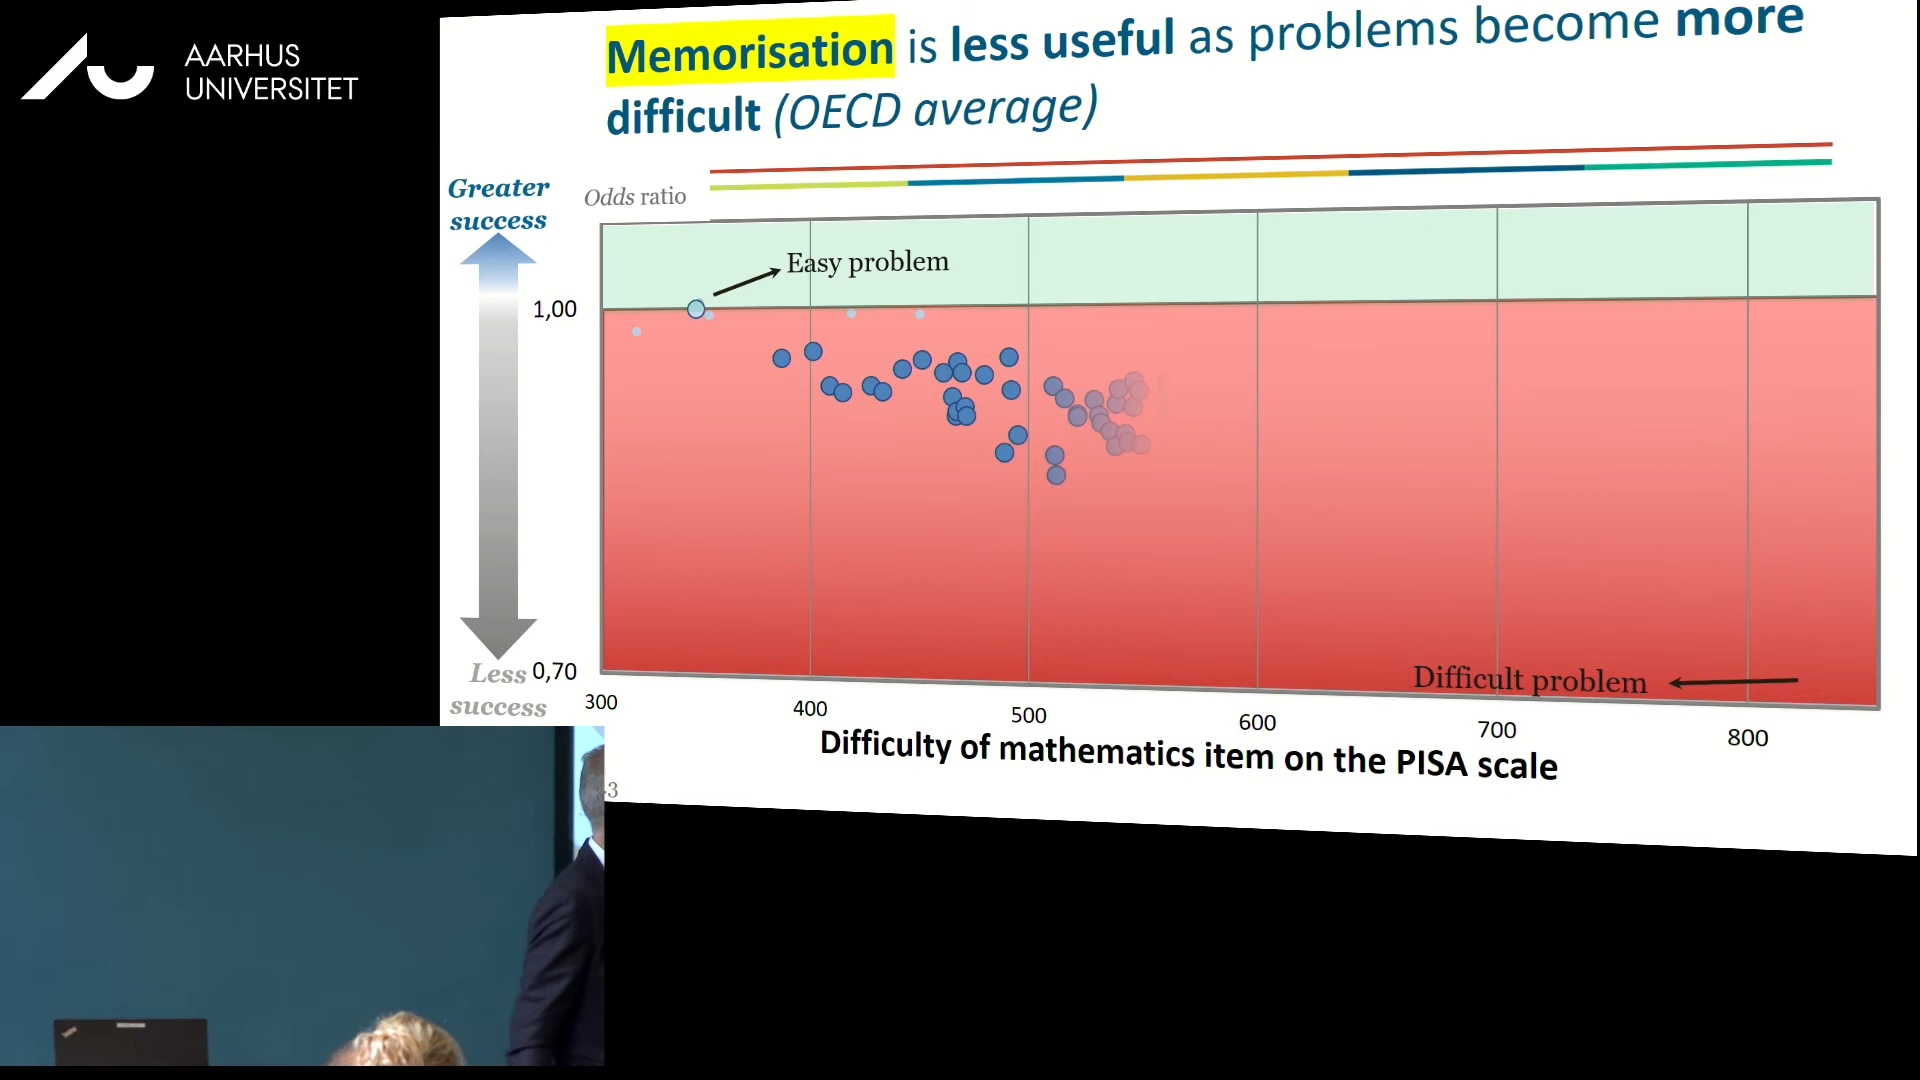 AARHUS
UNIVERSITET
Memorisation is less useful as problems become more
difficult (OECD average)
Greater
success
Odds ratio
Easy problem
1,00
Less
success
0,70
Difficult problem
300
400
500
600
700
800
Difficulty of mathematics item on the PISA scale